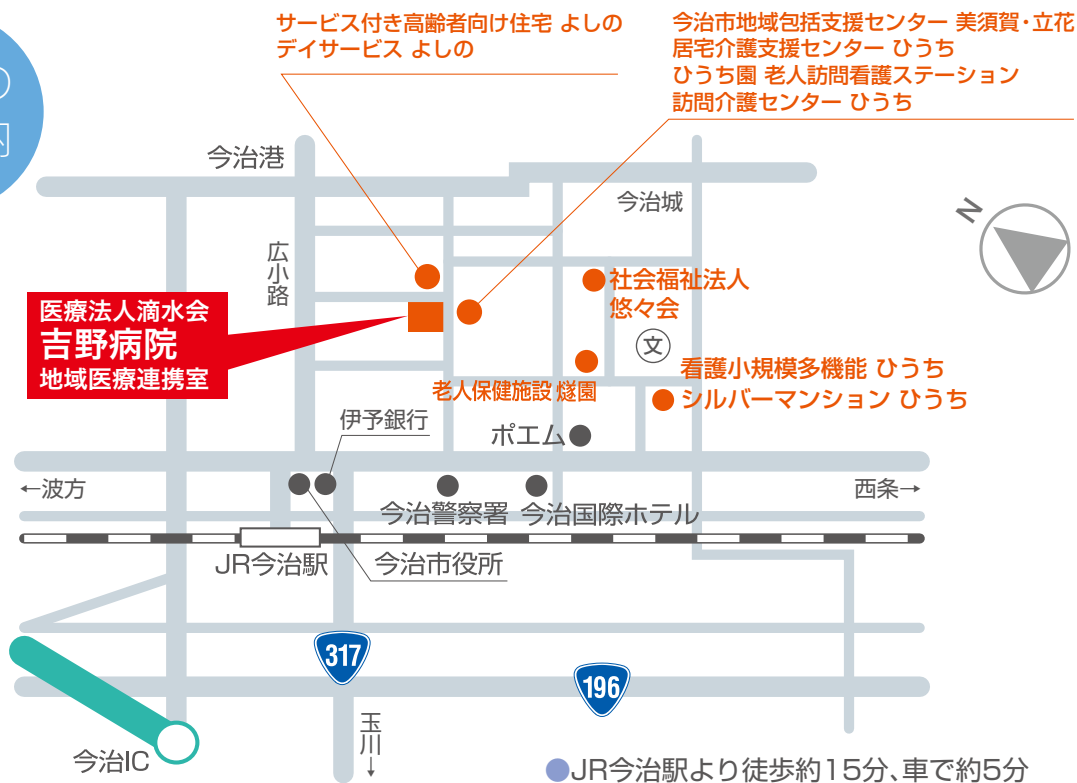 サービス付き高齢者向け住宅 よしの
デイサービス よしの
今治市地域包括支援センター 美須賀・立花
居宅介護支援センター ひうち
ひうち園 老人訪問看護ステーション
訪問介護センター ひうち
今治港
今治城
N
広小路
社会福祉法人
悠々会
医療法人滴水会
吉野病院
地域医療連携室
文
看護小規模多機能 ひうち
シルバーマンション ひうち
老人保健施設 燧園
伊予銀行
ポエム
←波方
西条→
今治警察署
今治国際ホテル
JR今治駅
今治市役所
317
196
玉川↓
今治IC
●JR今治駅より徒歩約15分、車で約5分